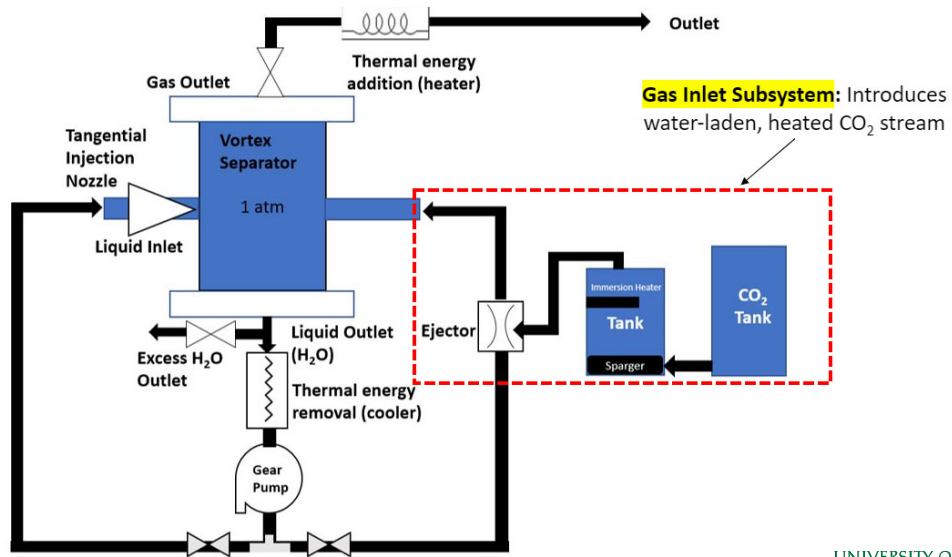 Outlet
Thermal energy
addition (heater)
Gas Outlet
Gas Inlet Subsystem: Introduces
water-laden, heated CO₂ stream
Tangential
Injection
Nozzle
Vortex
Separator
1 atm
Liquid Inlet
Immersion Heater
Tank
Sparger
CO₂
Tank
Ejector
Excess H₂O
Outlet
Liquid Outlet
(H₂O)
Thermal energy
removal (cooler)
Gear
Pump